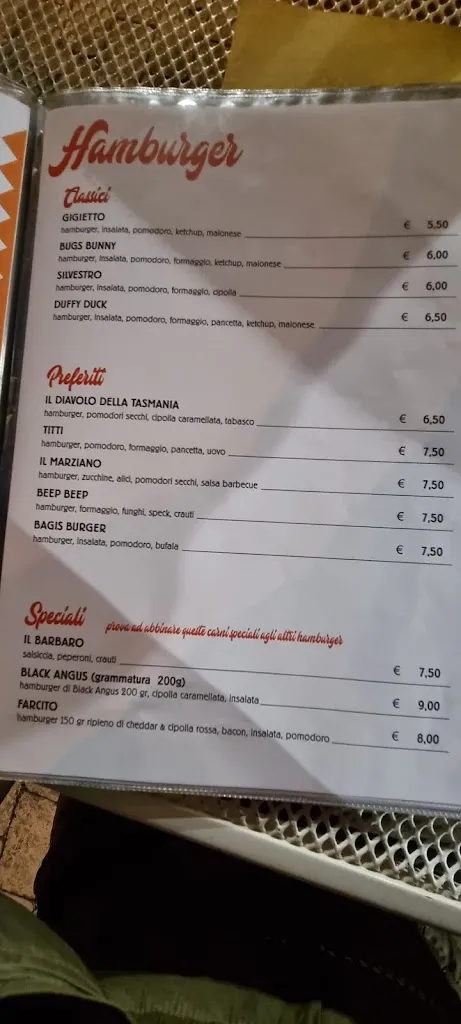 Hamburger
Classici
GIGIETTO
hamburger, insalata, pomodoro, ketchup, maionese € 5,50
BUGS BUNNY
hamburger, insalata, pomodoro, formaggio, ketchup, maionese € 6,00
SILVESTRO
hamburger, insalata, pomodoro, formaggio, cipolla € 6,00
DUFFY DUCK
hamburger, insalata, pomodoro, formaggio, pancetta, ketchup, maionese € 6,50
Preferiti
IL DIAVOLO DELLA TASMANIA
hamburger, pomodori secchi, cipolla caramellata, tabasco € 6,50
TITTI
hamburger, pomodoro, formaggio, pancetta, uovo € 7,50
IL MARZIANO
hamburger, zucchine, alici, pomodori secchi, salsa barbecue € 7,50
BEEP BEEP
hamburger, formaggio, funghi, speck, crauti € 7,50
BAGIS BURGER
hamburger, insalata, pomodoro, bufala € 7,50
Speciali prova ad abbinare queste carni speciali agli altri hamburger
IL BARBARO
salsiccia, peperoni, crauti € 7,50
BLACK ANGUS (grammatura 200g)
hamburger di Black Angus 200 gr, cipolla caramellata, insalata € 9,00
FARCITO
hamburger 150 gr ripieno di cheddar & cipolla rossa, bacon, insalata, pomodoro € 8,00